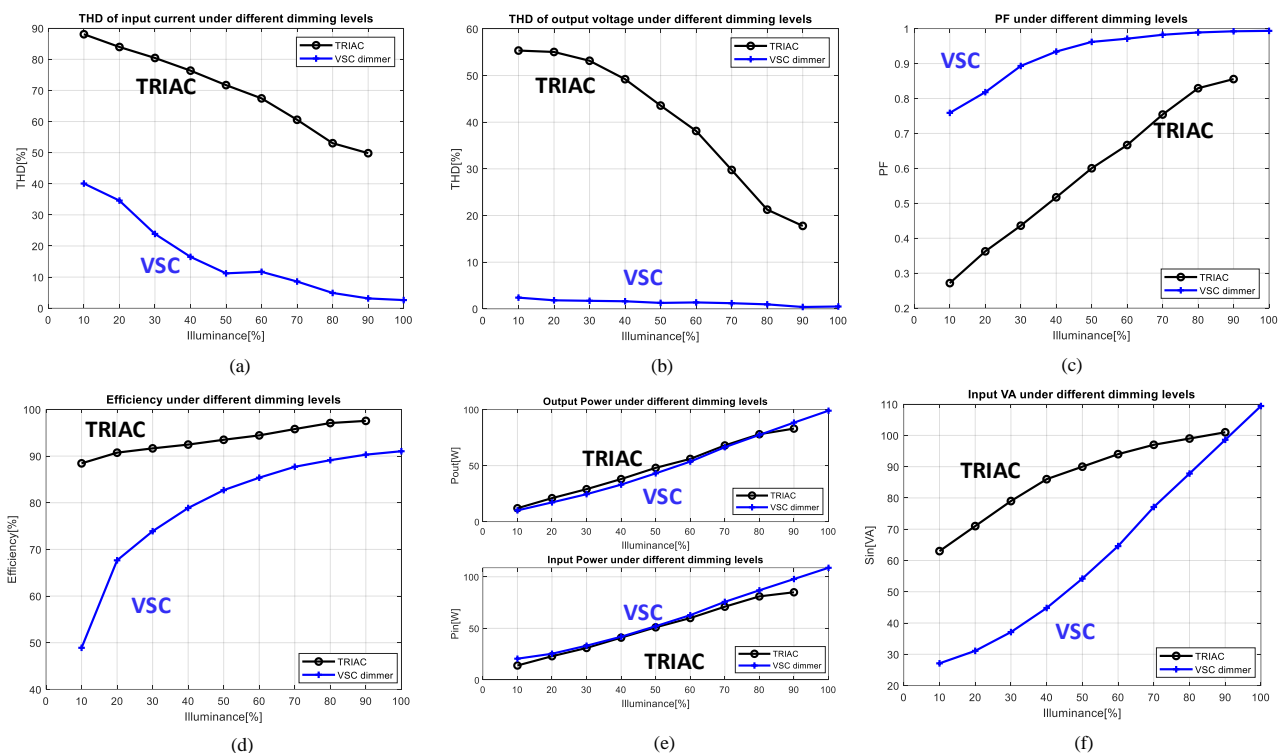 THD of input current under different dimming levels
90
80
70
60
50
40
30
20
10
0
THD[%]
TRIAC
VSC dimmer
TRIAC
VSC
0 10 20 30 40 50 60 70 80 90 100
Illuminance[%]
(a)
THD of output voltage under different dimming levels
60
50
40
30
20
10
0
THD[%]
TRIAC
VSC dimmer
TRIAC
VSC
0 10 20 30 40 50 60 70 80 90 100
Illuminance[%]
(b)
PF under different dimming levels
1
0.9
0.8
0.7
0.6
0.5
0.4
0.3
0.2
PF
VSC
TRIAC
TRIAC
VSC dimmer
0 10 20 30 40 50 60 70 80 90 100
Illuminance[%]
(c)
Efficiency under different dimming levels
100
90
80
70
60
50
40
Efficiency[%]
TRIAC
VSC
TRIAC
VSC dimmer
0 10 20 30 40 50 60 70 80 90 100
Illuminance[%]
(d)
Output Power under different dimming levels
100
50
0
Pout[W]
TRIAC
VSC
TRIAC
VSC dimmer
0 10 20 30 40 50 60 70 80 90 100
Illuminance[%]
Input Power under different dimming levels
100
50
0
Pin[W]
VSC
TRIAC
TRIAC
VSC dimmer
0 10 20 30 40 50 60 70 80 90 100
Illuminance[%]
(e)
Input VA under different dimming levels
110
100
90
80
70
60
50
40
30
20
Sin[VA]
TRIAC
VSC
TRIAC
VSC dimmer
0 10 20 30 40 50 60 70 80 90 100
Illuminance[%]
(f)